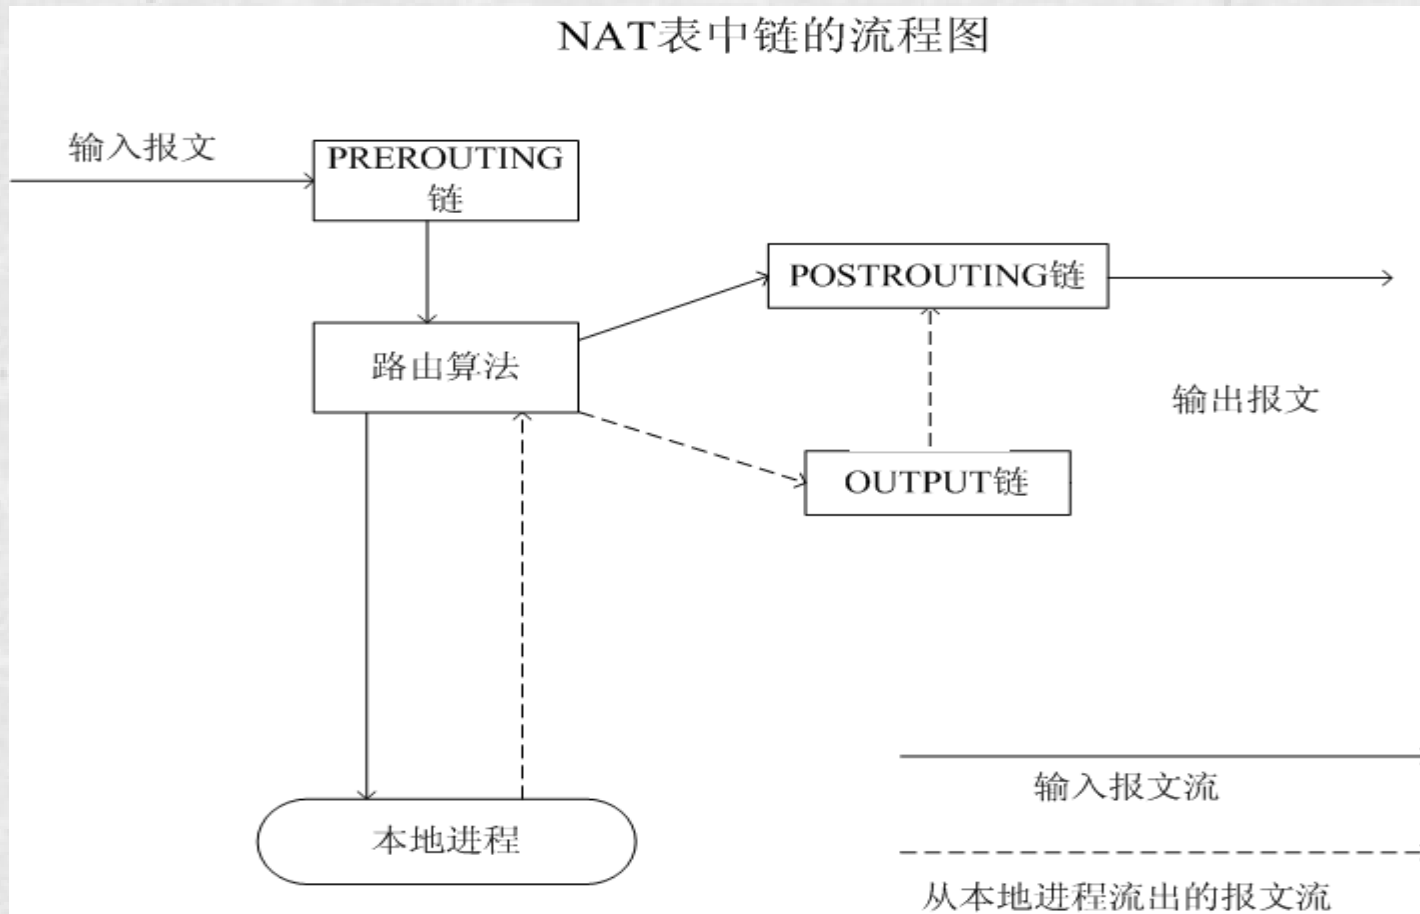 NAT表中链的流程图
输入报文
PREROUTING
链
POSTROUTING链
路由算法
输出报文
OUTPUT链
输入报文流
本地进程
从本地进程流出的报文流